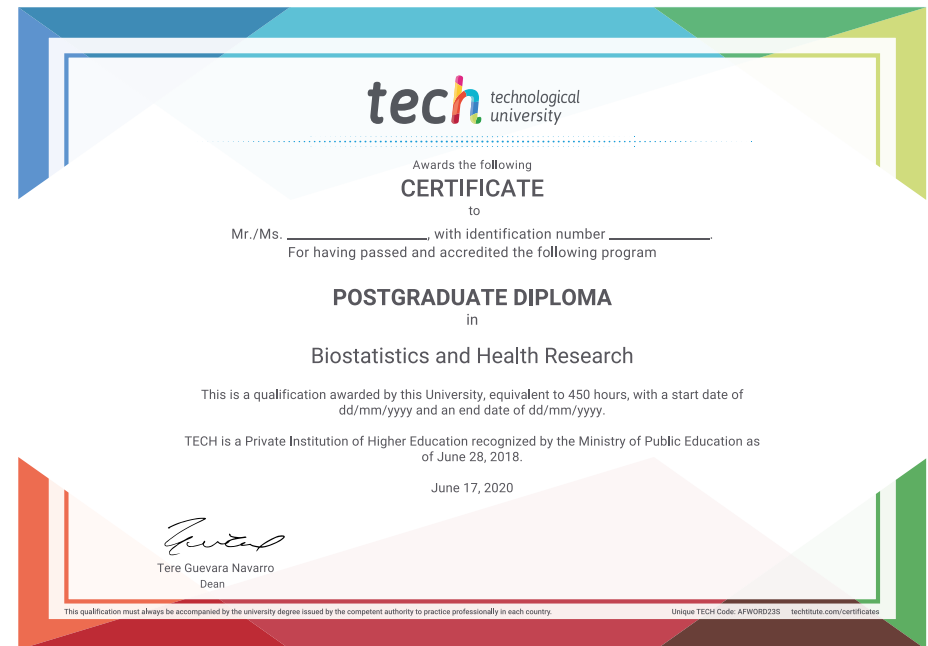 tech technological
university
Awards the following
CERTIFICATE
to
Mr./Ms. ____________________, with identification number ______________.
For having passed and accredited the following program
POSTGRADUATE DIPLOMA
in
Biostatistics and Health Research
This is a qualification awarded by this University, equivalent to 450 hours, with a start date of
dd/mm/yyyy and an end date of dd/mm/yyyy.
TECH is a Private Institution of Higher Education recognized by the Ministry of Public Education as
of June 28, 2018.
June 17, 2020
Tere Guevara Navarro
Dean
This qualification must always be accompanied by the university degree issued by the competent authority to practice professionally in each country.
Unique TECH Code: AFWORD23S techtitute.com/certificates